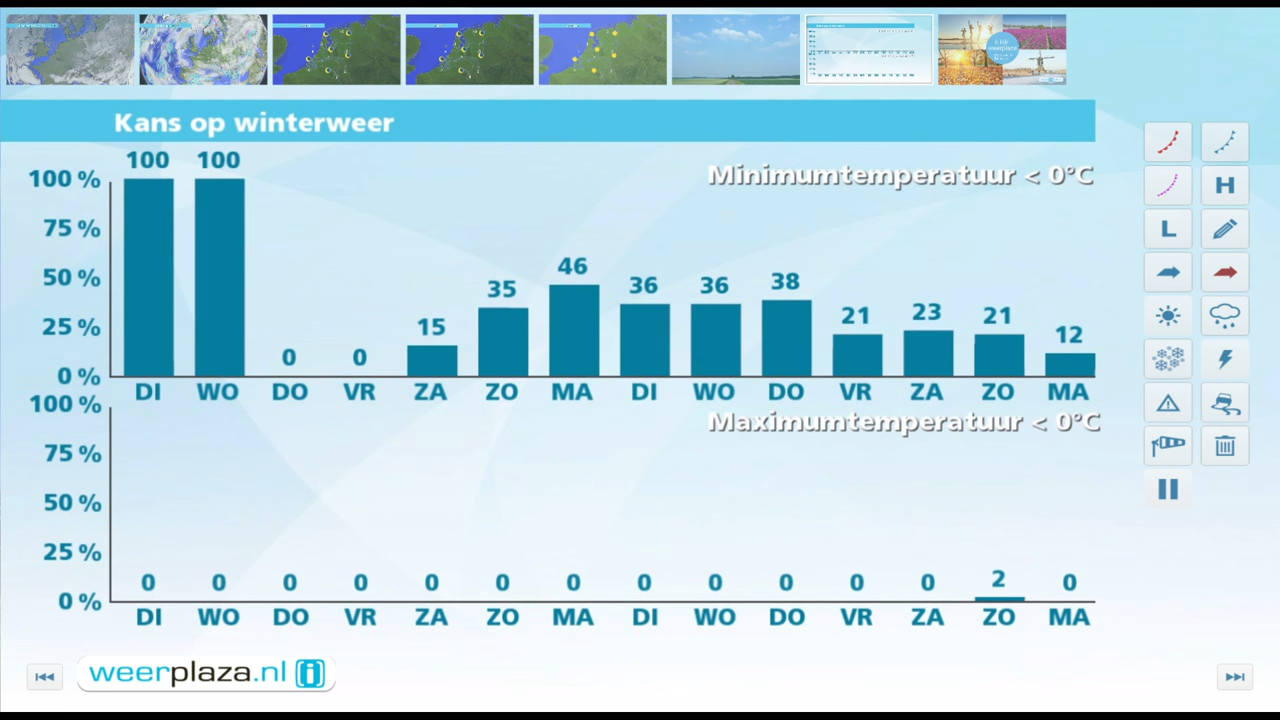 Kans op winterweer
Minimumtemperatuur < 0°C
100 %
75 %
50 %
25 %
0 %
100 100 0 0 15 35 46 36 36 38 21 23 21 12
DI WO DO VR ZA ZO MA DI WO DO VR ZA ZO MA
Maximumtemperatuur < 0°C
100 %
75 %
50 %
25 %
0 %
0 0 0 0 0 0 0 0 0 0 0 0 2 0
DI WO DO VR ZA ZO MA DI WO DO VR ZA ZO MA
H
L
weerplaza.nl